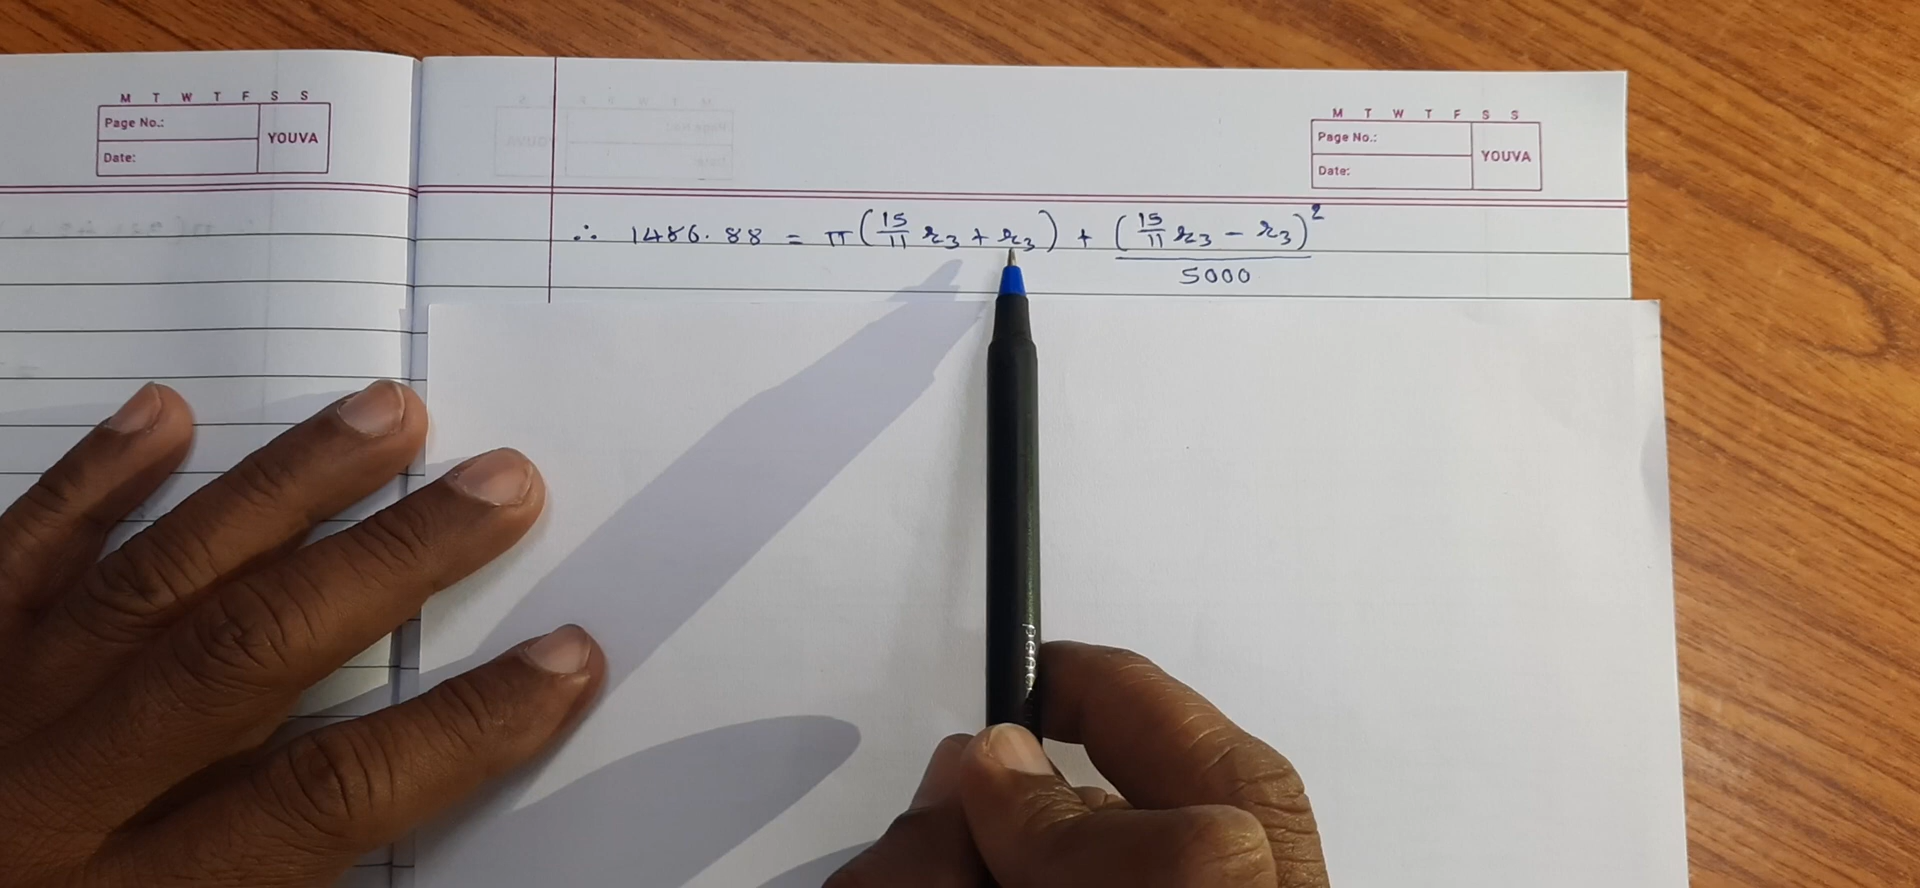 M T W T F S S
Page No.:
YOUVA
Date:
M T W T F S S
Page No.:
YOUVA
Date:
∴ 1486.88 = π(15/11 r₃ + r₃) + (15/11 r₃ − r₃)² / 5000